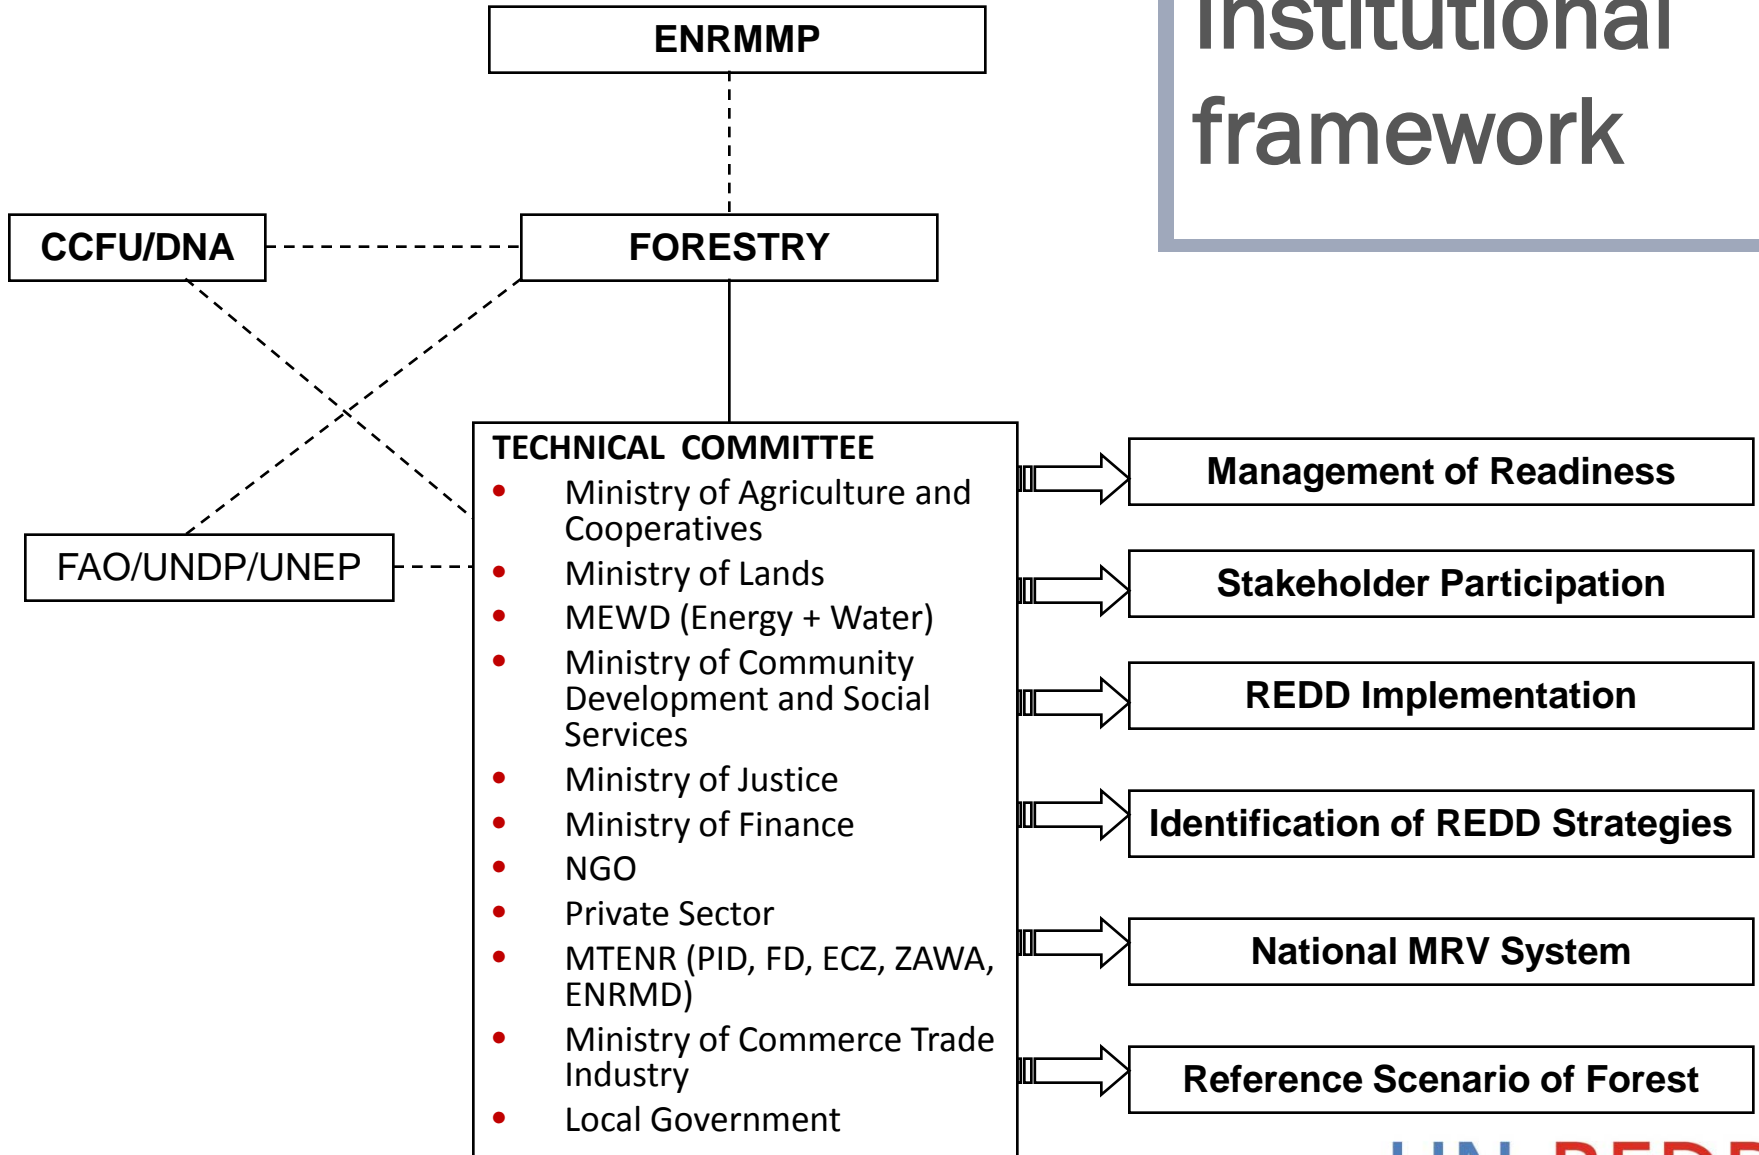 Institutional
framework
ENRMMP
CCFU/DNA
FORESTRY
FAO/UNDP/UNEP
TECHNICAL COMMITTEE
• Ministry of Agriculture and
Cooperatives
• Ministry of Lands
• MEWD (Energy + Water)
• Ministry of Community
Development and Social
Services
• Ministry of Justice
• Ministry of Finance
• NGO
• Private Sector
• MTENR (PID, FD, ECZ, ZAWA,
ENRMD)
• Ministry of Commerce Trade
Industry
• Local Government
Management of Readiness
Stakeholder Participation
REDD Implementation
Identification of REDD Strategies
National MRV System
Reference Scenario of Forest
UN-REDD